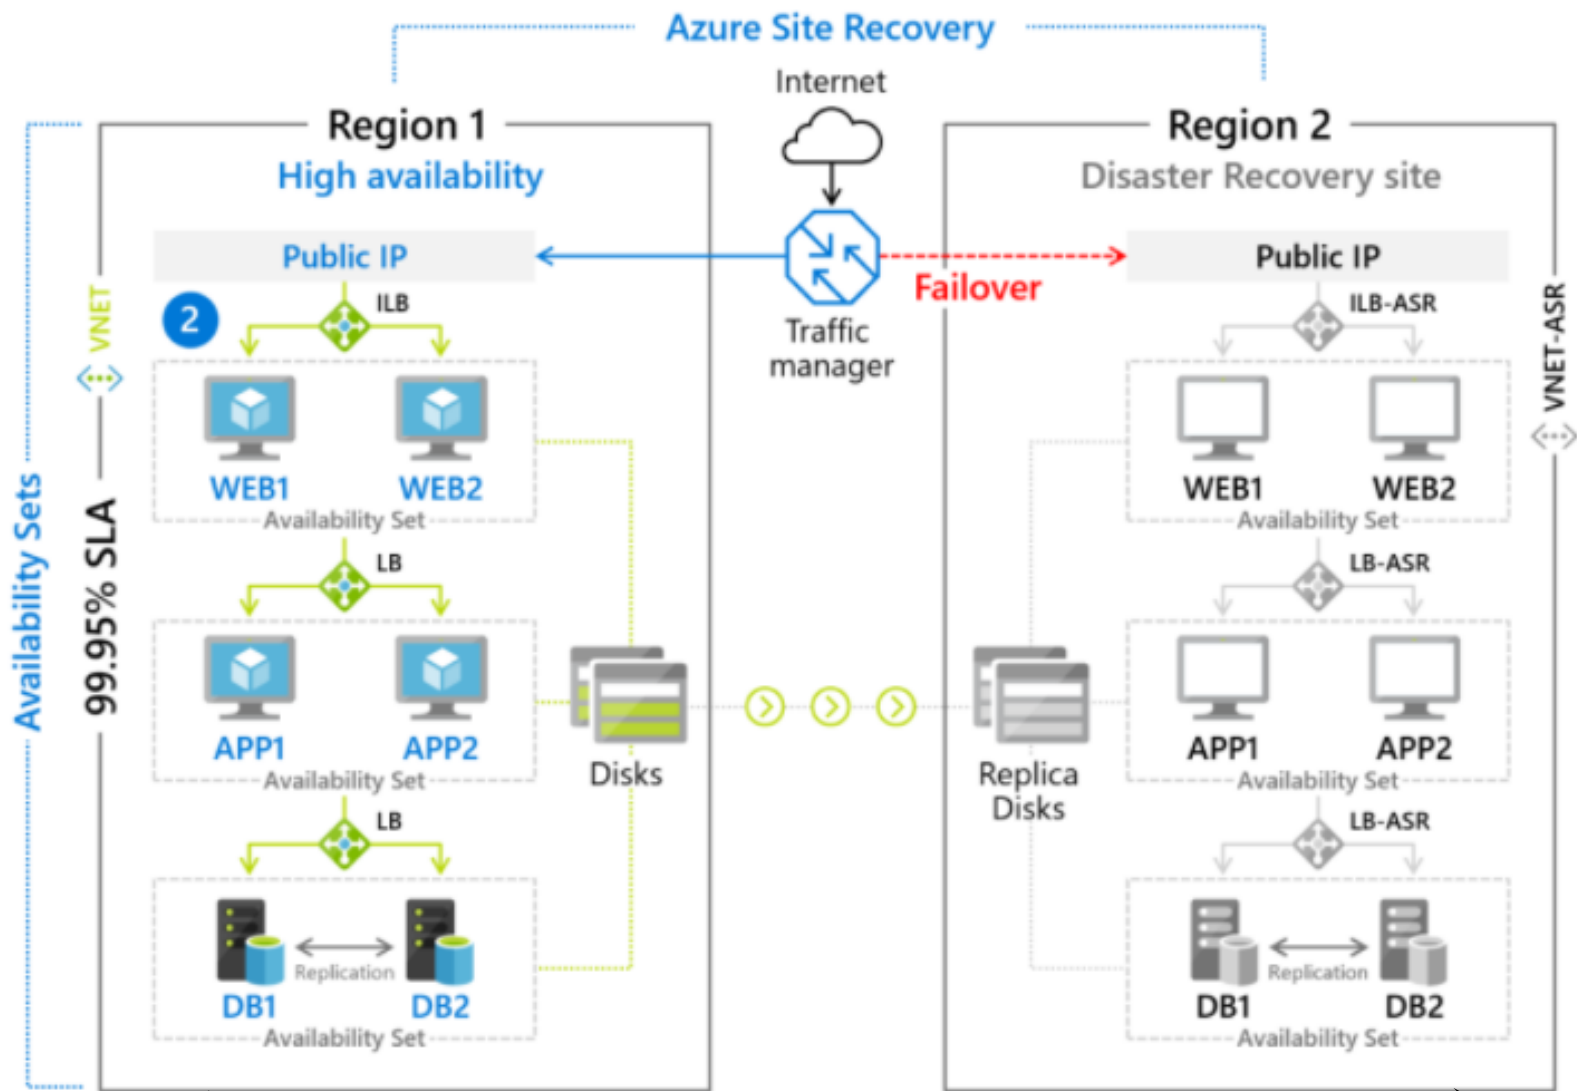 Azure Site Recovery
Internet
Region 1
High availability
Region 2
Disaster Recovery site
Public IP
Failover
Public IP
Traffic
manager
2
ILB
ILB-ASR
VNET
VNET-ASR
WEB1
WEB2
Availability Set
WEB1
WEB2
Availability Set
Availability Sets
99.95% SLA
LB
LB-ASR
APP1
APP2
Availability Set
Disks
Replica
Disks
APP1
APP2
Availability Set
LB
LB-ASR
Replication
DB1
DB2
Availability Set
Replication
DB1
DB2
Availability Set